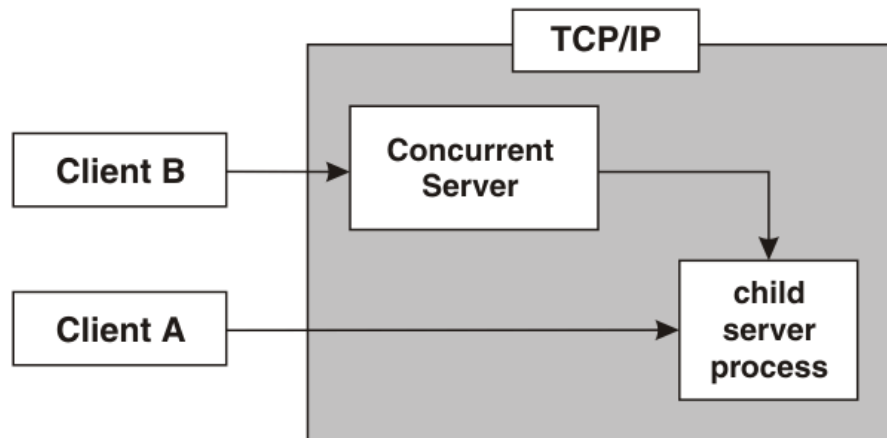 TCP/IP
Client B
Concurrent
Server
Client A
child
server
process